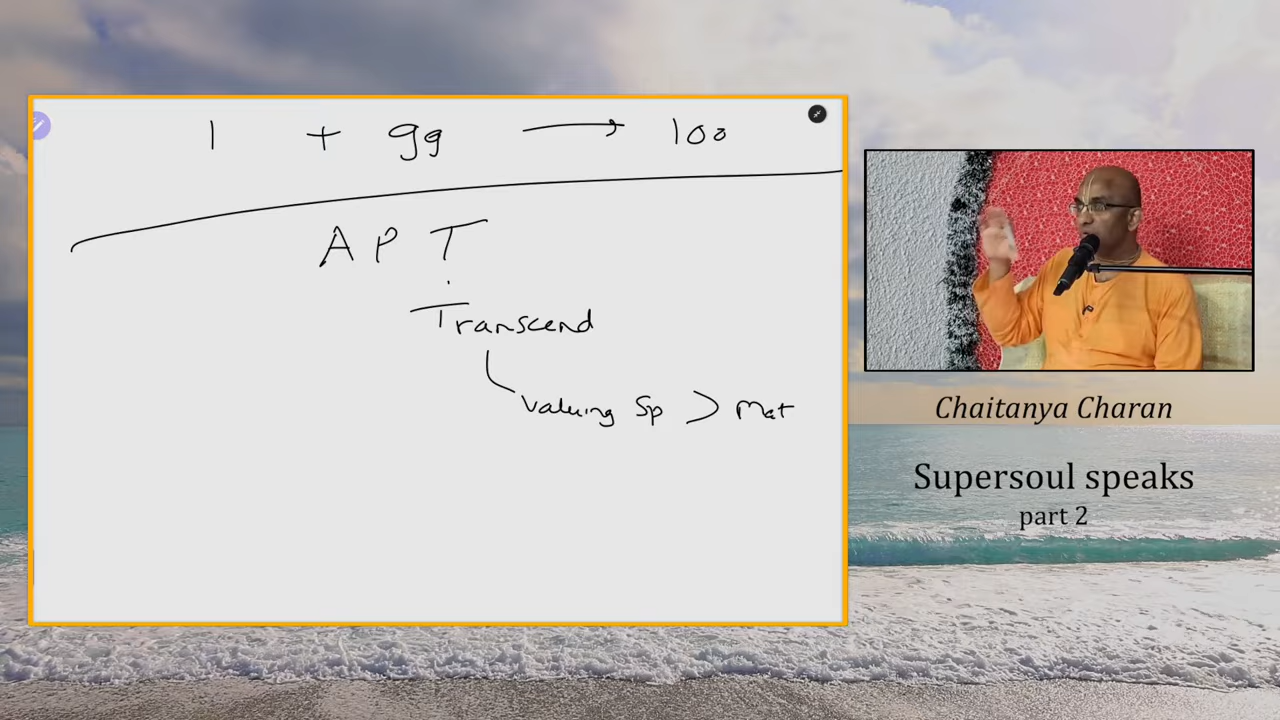 1 + 99 → 100
A P T
Transcend
Valuing Sp > Mat
Chaitanya Charan
Supersoul speaks
part 2